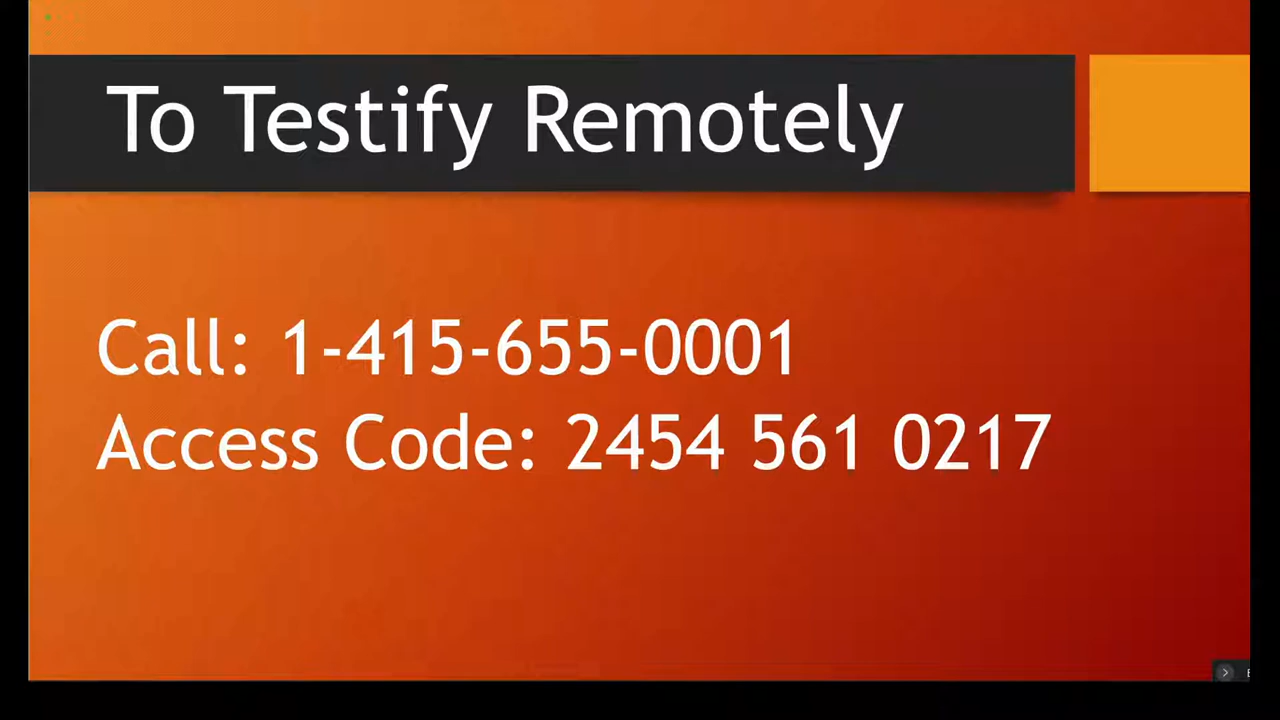 To Testify Remotely
Call: 1-415-655-0001
Access Code: 2454 561 0217